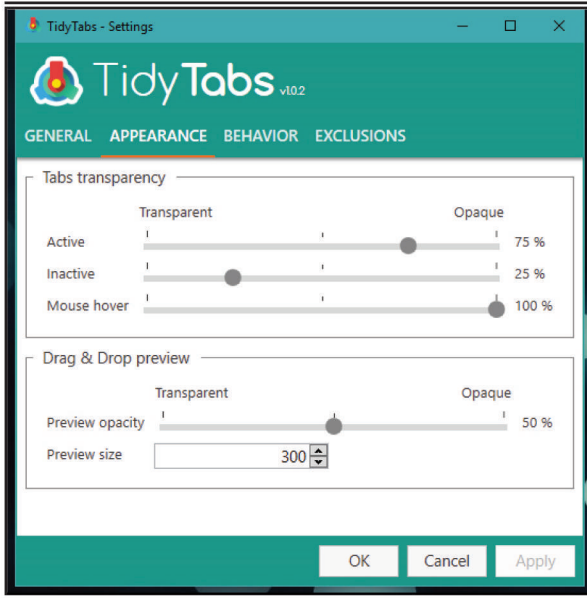 TidyTabs - Settings
TidyTabs v1.0.2
GENERAL APPEARANCE BEHAVIOR EXCLUSIONS
Tabs transparency
Transparent Opaque
Active 75 %
Inactive 25 %
Mouse hover 100 %
Drag & Drop preview
Transparent Opaque
Preview opacity 50 %
Preview size 300
OK Cancel Apply